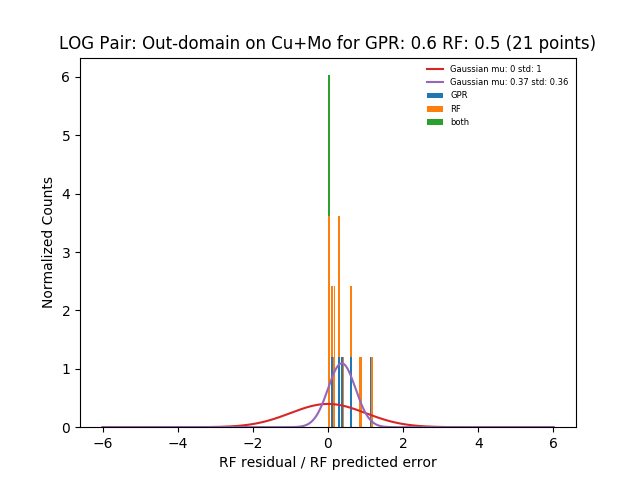 LOG Pair: Out-domain on Cu+Mo for GPR: 0.6 RF: 0.5 (21 points)
Gaussian mu: 0 std: 1
Gaussian mu: 0.37 std: 0.36
GPR
RF
both
Normalized Counts
6
5
4
3
2
1
0
−6 −4 −2 0 2 4 6
RF residual / RF predicted error